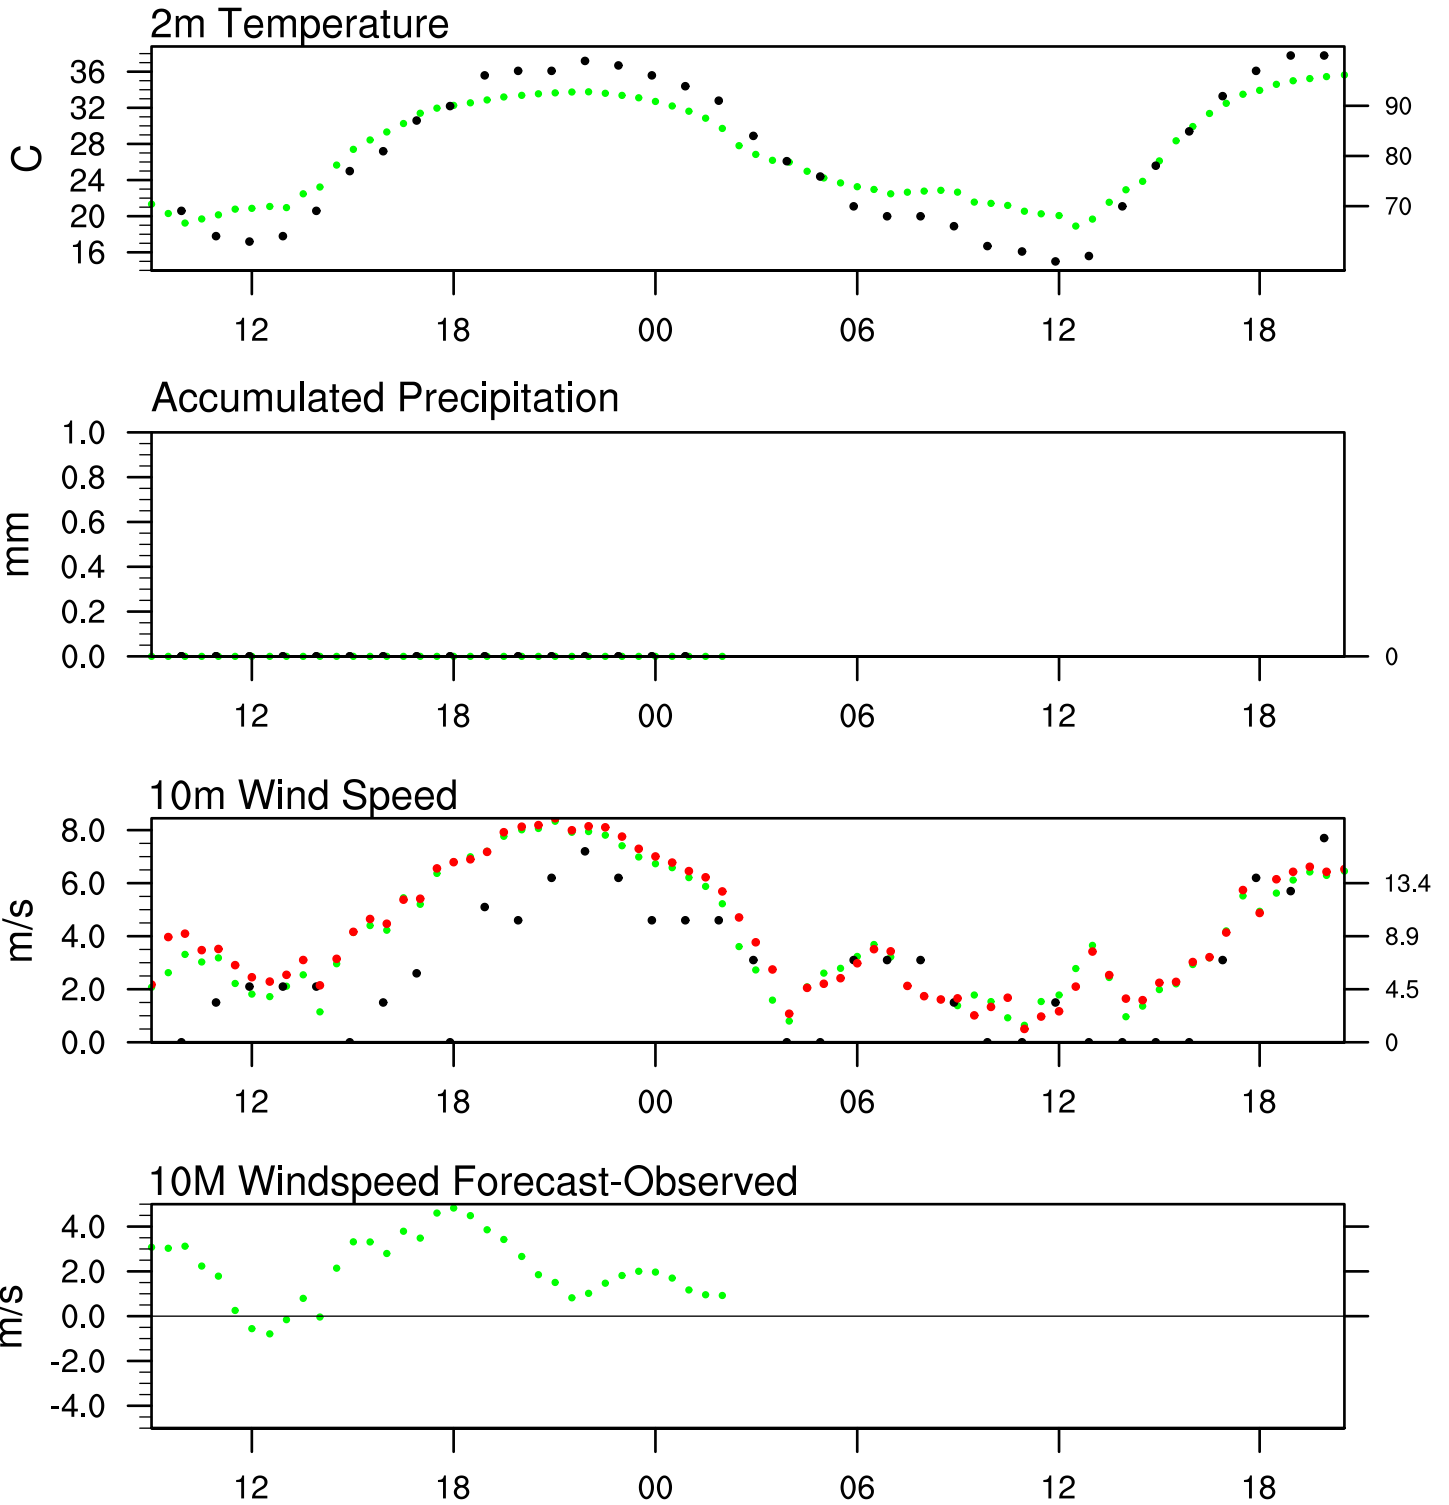 2m Temperature
36
32
28
24
20
16
C
90
80
70
12 18 00 06 12 18
Accumulated Precipitation
1.0
0.8
0.6
0.4
0.2
0.0
mm
0
12 18 00 06 12 18
10m Wind Speed
8.0
6.0
4.0
2.0
0.0
m/s
13.4
8.9
4.5
0
12 18 00 06 12 18
10M Windspeed Forecast-Observed
4.0
2.0
0.0
-2.0
-4.0
m/s
12 18 00 06 12 18